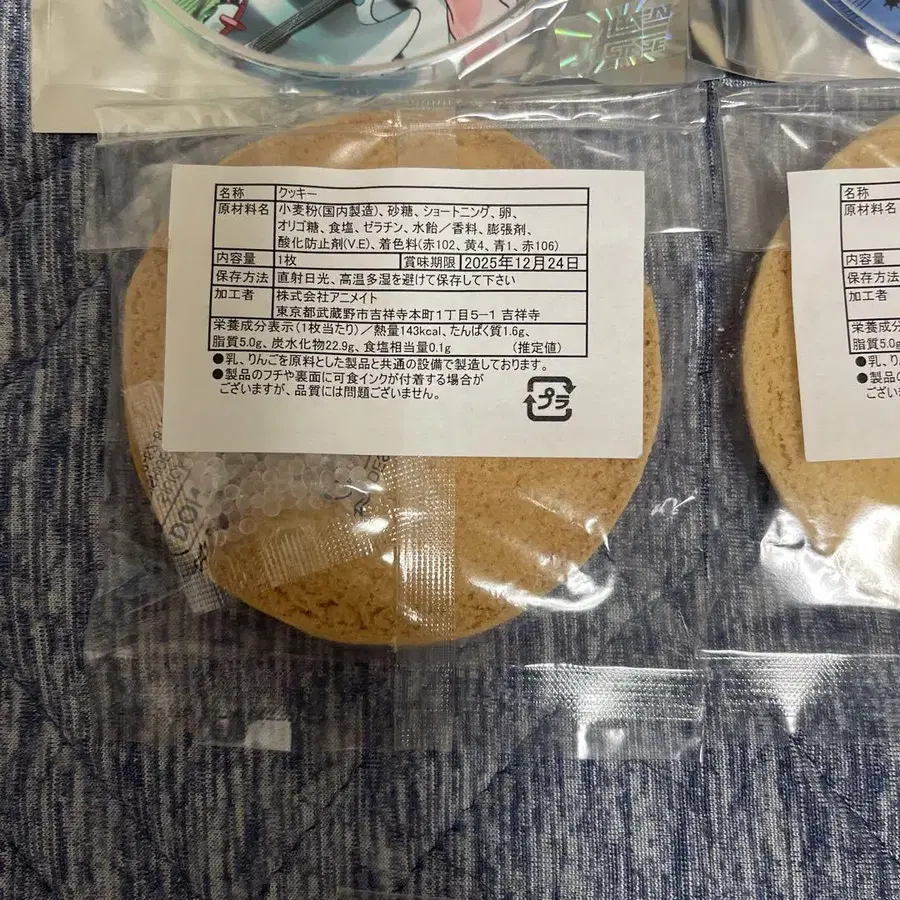 名称 クッキー
原材料名 小麦粉(国内製造)、砂糖、ショートニング、卵、
オリゴ糖、食塩、ゼラチン、水飴／香料、膨張剤、
酸化防止剤(V.E)、着色料(赤102、黄4、青1、赤106)
内容量 1枚 賞味期限 2025年12月24日
保存方法 直射日光、高温多湿を避けて保存して下さい
加工者 株式会社アニメイト
東京都武蔵野市吉祥寺本町1丁目5-1 吉祥寺
栄養成分表示(1枚当たり)／熱量143kcal、たんぱく質1.6g、
脂質5.0g、炭水化物22.9g、食塩相当量0.1g (推定値)
●乳、りんごを原料とした製品と共通の設備で製造しております。
●製品のフチや裏面に可食インクが付着する場合が
ございますが、品質には問題ございません。
プラ
名称
原材料名
内容量
保存方法
加工者
栄養成分
脂質5.0g
●乳、り
●製品の
ござい